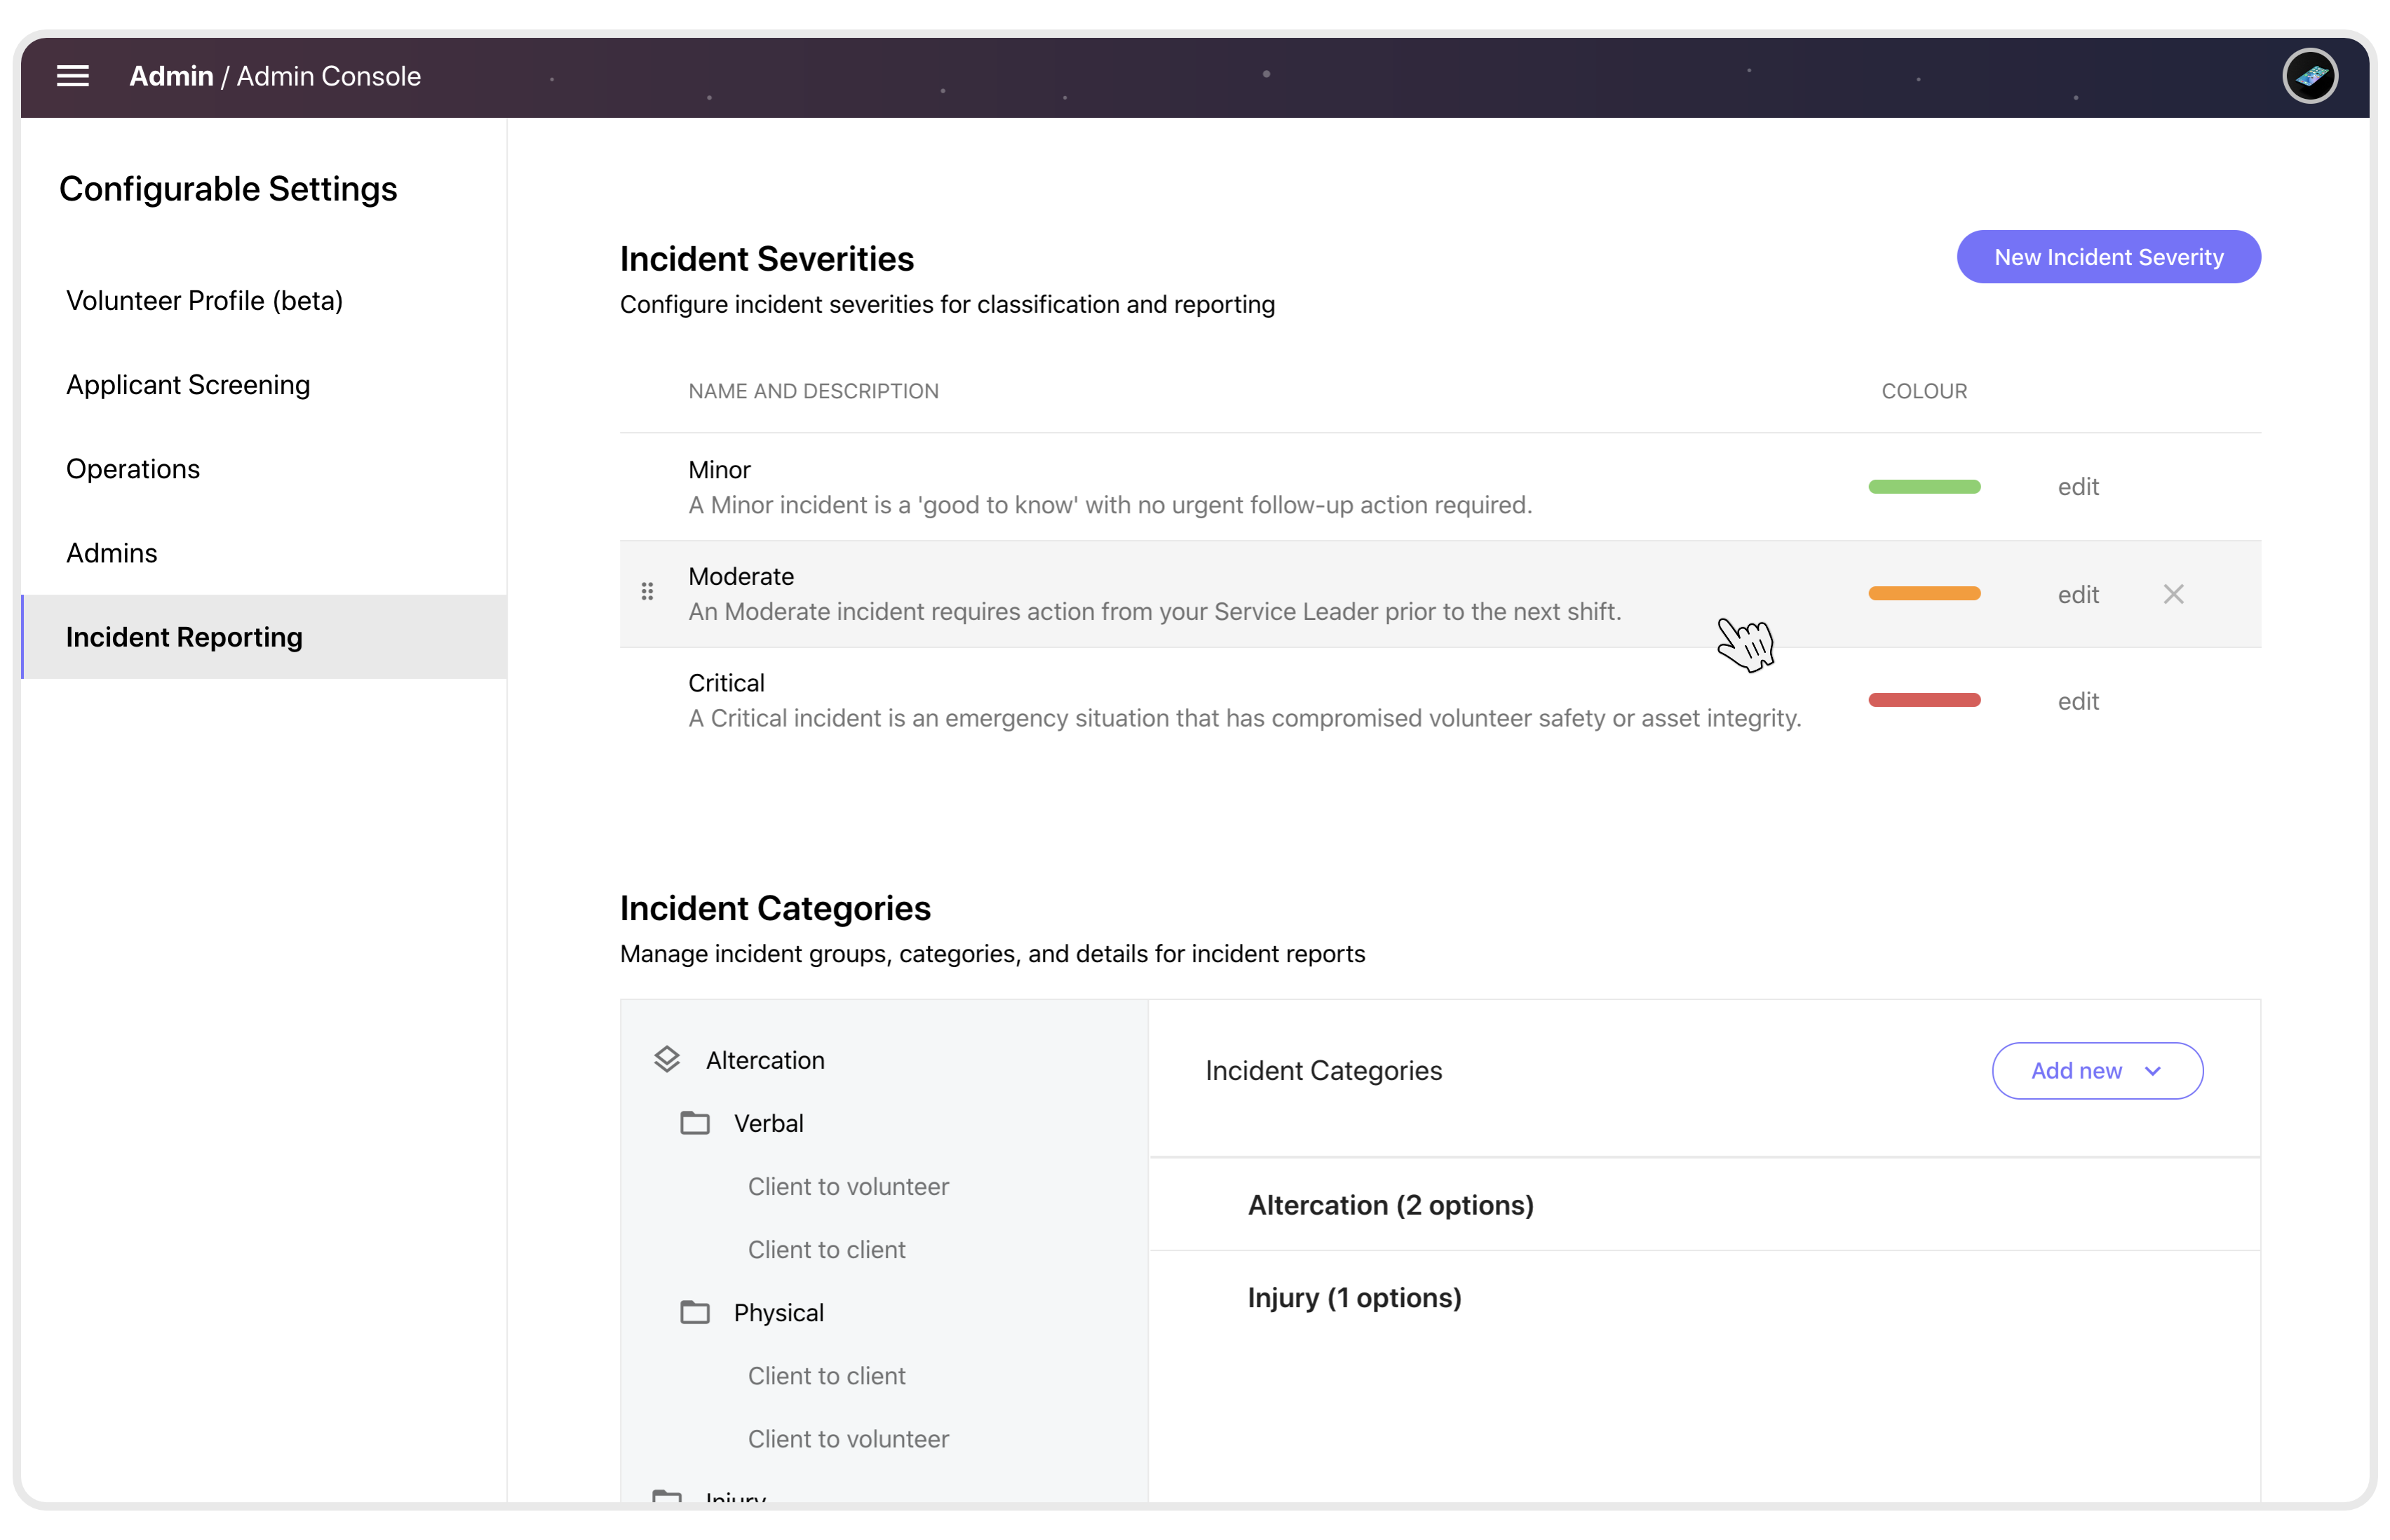 Admin / Admin Console
Configurable Settings
Volunteer Profile (beta)
Applicant Screening
Operations
Admins
Incident Reporting
Incident Severities
New Incident Severity
Configure incident severities for classification and reporting
NAME AND DESCRIPTION
COLOUR
Minor
A Minor incident is a 'good to know' with no urgent follow-up action required.
edit
Moderate
An Moderate incident requires action from your Service Leader prior to the next shift.
edit
Critical
A Critical incident is an emergency situation that has compromised volunteer safety or asset integrity.
edit
Incident Categories
Manage incident groups, categories, and details for incident reports
Altercation
Verbal
Client to volunteer
Client to client
Physical
Client to client
Client to volunteer
Injury
Incident Categories
Add new
Altercation (2 options)
Injury (1 options)